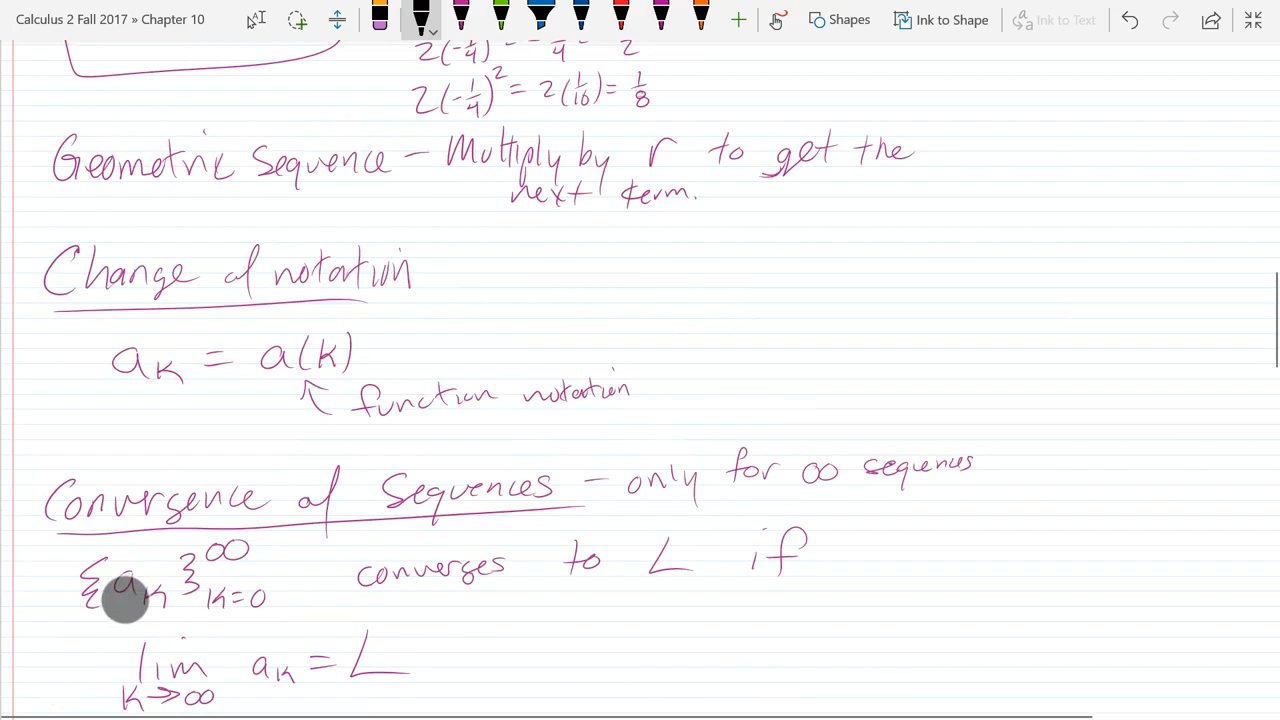 Calculus 2 Fall 2017 » Chapter 10
Shapes
Ink to Shape
Ink to Text
2(-1/4)^2 = 2(1/16) = 1/8
Geometric Sequence - Multiply by r to get the
next term.
Change of notation
a_K = a(k)
↖ function notation
Convergence of Sequences - only for ∞ sequences
{a_K}^∞_{K=0} converges to L if
lim a_K = L
K→∞